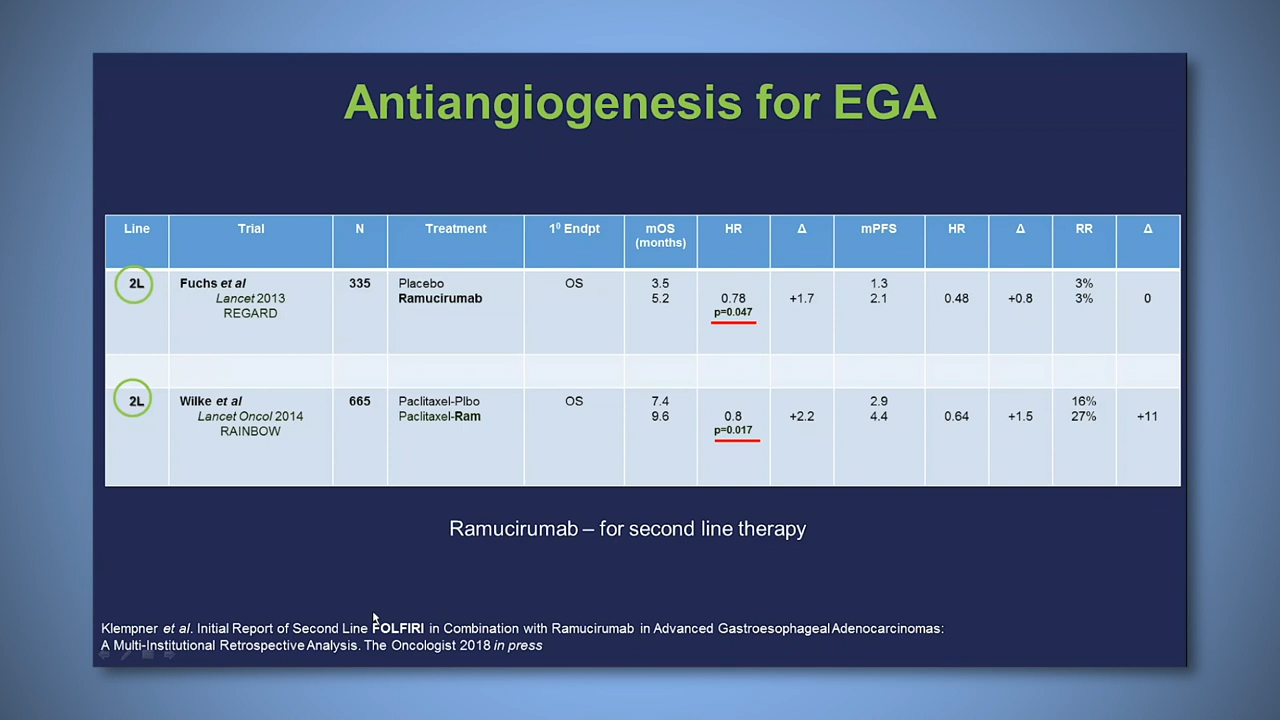 Antiangiogenesis for EGA
Line Trial N Treatment 1⁰ Endpt mOS (months) HR Δ mPFS HR Δ RR Δ
2L Fuchs et al 335 Placebo OS 3.5 1.3 3%
Lancet 2013 Ramucirumab 5.2 0.78 +1.7 2.1 0.48 +0.8 3% 0
REGARD p=0.047
2L Wilke et al 665 Paclitaxel-Plbo OS 7.4 2.9 16%
Lancet Oncol 2014 Paclitaxel-Ram 9.6 0.8 +2.2 4.4 0.64 +1.5 27% +11
RAINBOW p=0.017
Ramucirumab – for second line therapy
Klempner et al. Initial Report of Second Line FOLFIRI in Combination with Ramucirumab in Advanced Gastroesophageal Adenocarcinomas:
A Multi-Institutional Retrospective Analysis. The Oncologist 2018 in press